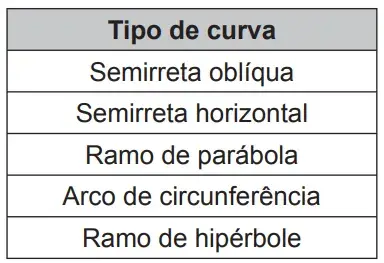 Tipo de curva
Semirreta oblíqua
Semirreta horizontal
Ramo de parábola
Arco de circunferência
Ramo de hipérbole